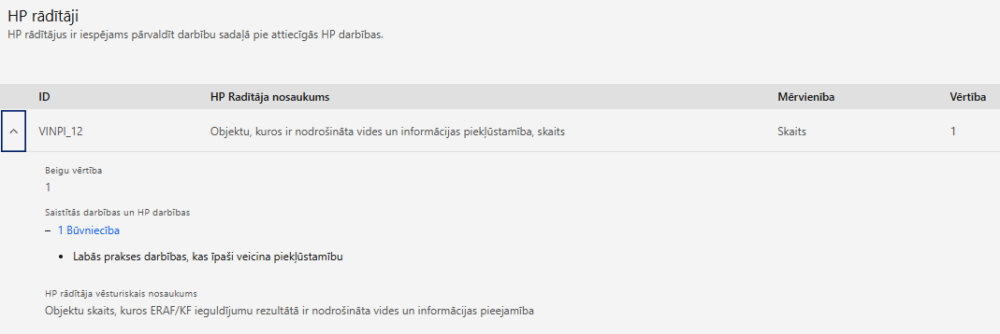 HP rādītāji
HP rādītājus ir iespējams pārvaldīt darbību sadaļā pie attiecīgās HP darbības.
ID HP Radītāja nosaukums Mērvienība Vērtība
VINPI_12 Objektu, kuros ir nodrošināta vides un informācijas piekļūstamība, skaits Skaits 1
Beigu vērtība
1
Saistītās darbības un HP darbības
– 1 Būvniecība
• Labās prakses darbības, kas īpaši veicina piekļūstamību
HP rādītāja vēsturiskais nosaukums
Objektu skaits, kuros ERAF/KF ieguldījumu rezultātā ir nodrošināta vides un informācijas pieejamība